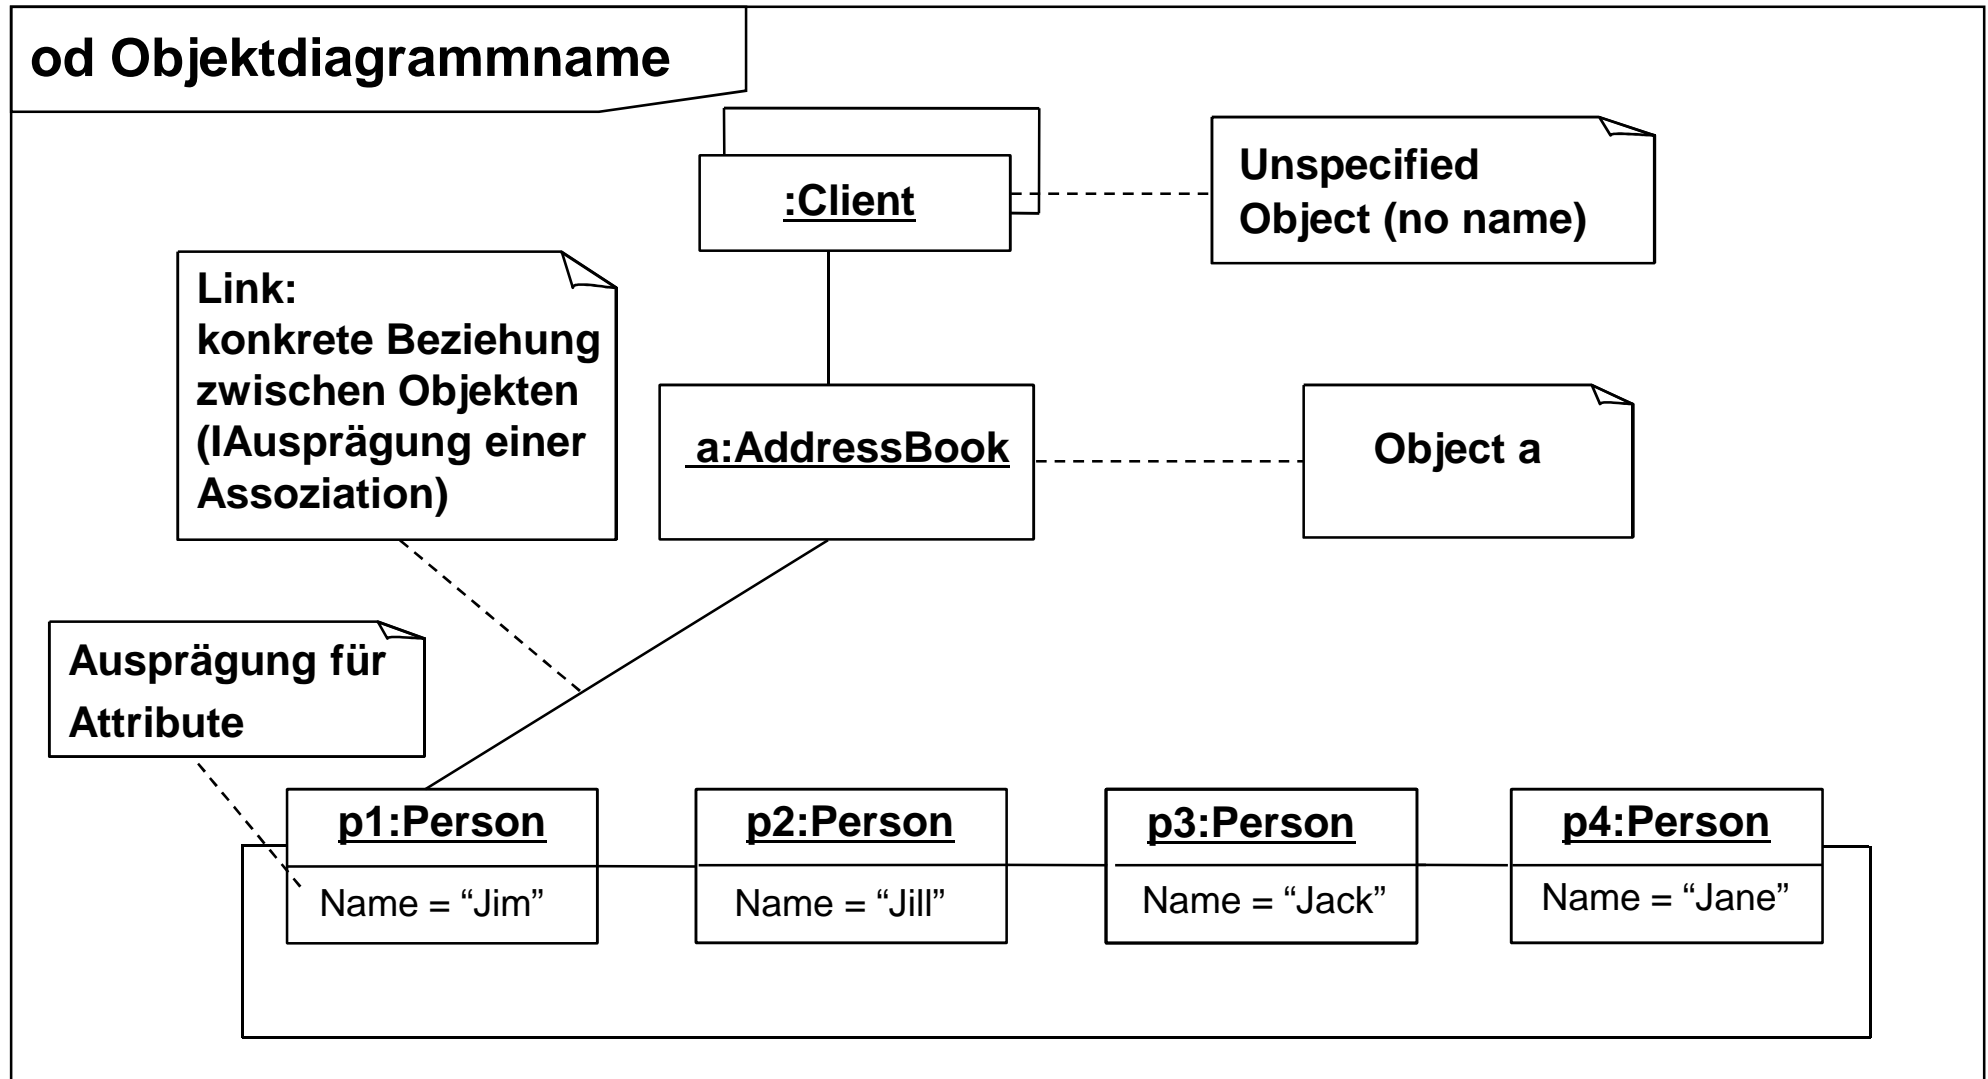 od Objektdiagrammname
:Client
Unspecified
Object (no name)
Link:
konkrete Beziehung
zwischen Objekten
(IAusprägung einer
Assoziation)
a:AddressBook
Object a
Ausprägung für
Attribute
p1:Person
Name = “Jim”
p2:Person
Name = “Jill”
p3:Person
Name = “Jack”
p4:Person
Name = “Jane”